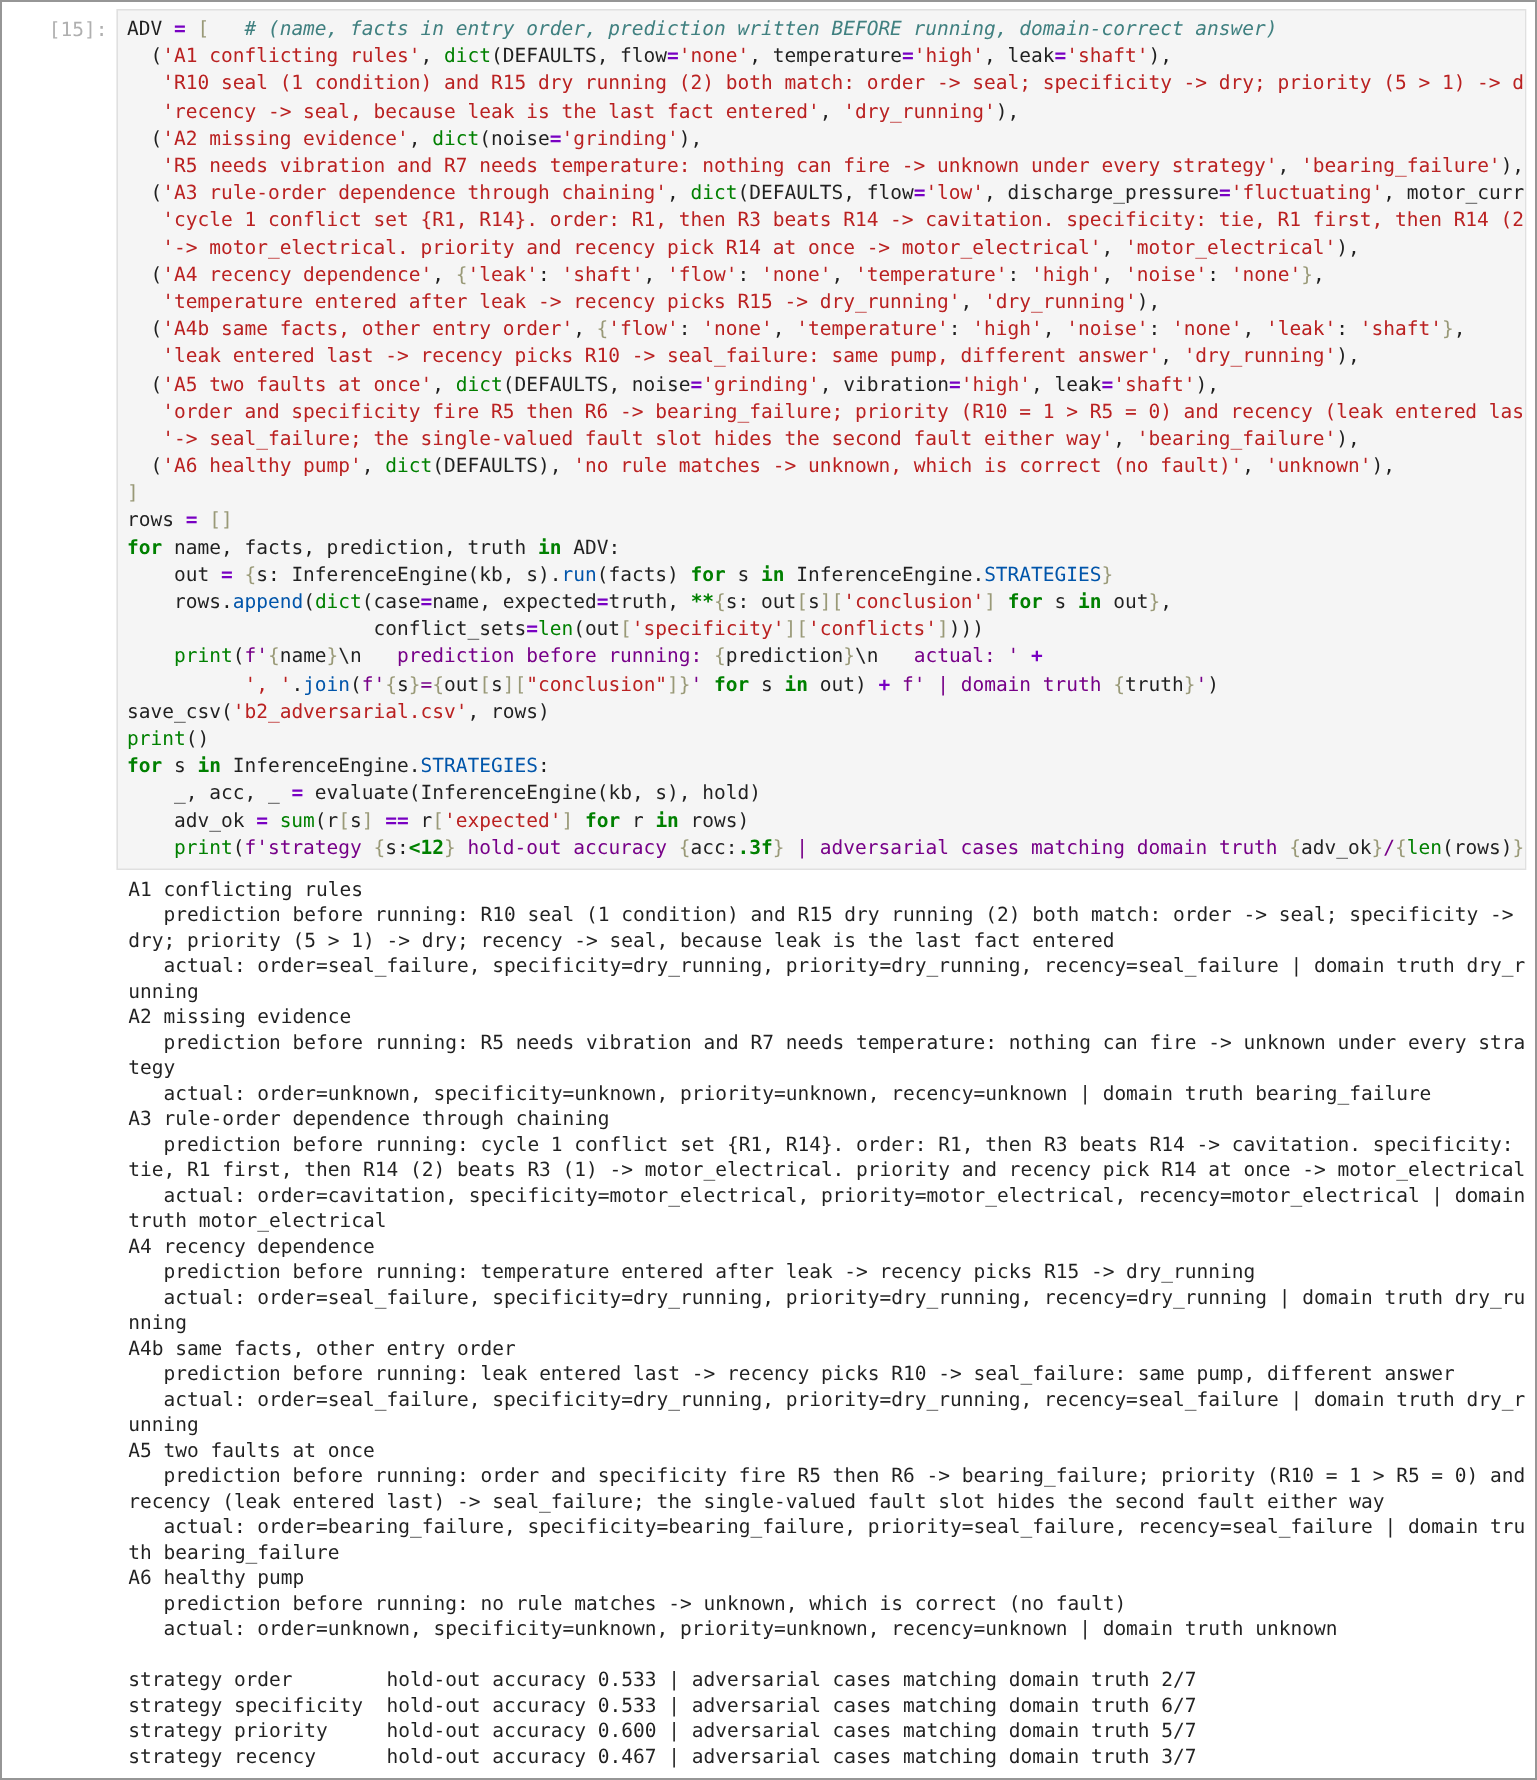 [15]: ADV = [   # (name, facts in entry order, prediction written BEFORE running, domain-correct answer)
  ('A1 conflicting rules', dict(DEFAULTS, flow='none', temperature='high', leak='shaft'),
   'R10 seal (1 condition) and R15 dry running (2) both match: order -> seal; specificity -> dry; priority (5 > 1) -> d
   'recency -> seal, because leak is the last fact entered', 'dry_running'),
  ('A2 missing evidence', dict(noise='grinding'),
   'R5 needs vibration and R7 needs temperature: nothing can fire -> unknown under every strategy', 'bearing_failure'),
  ('A3 rule-order dependence through chaining', dict(DEFAULTS, flow='low', discharge_pressure='fluctuating', motor_curr
   'cycle 1 conflict set {R1, R14}. order: R1, then R3 beats R14 -> cavitation. specificity: tie, R1 first, then R14 (2
   '-> motor_electrical. priority and recency pick R14 at once -> motor_electrical', 'motor_electrical'),
  ('A4 recency dependence', {'leak': 'shaft', 'flow': 'none', 'temperature': 'high', 'noise': 'none'},
   'temperature entered after leak -> recency picks R15 -> dry_running', 'dry_running'),
  ('A4b same facts, other entry order', {'flow': 'none', 'temperature': 'high', 'noise': 'none', 'leak': 'shaft'},
   'leak entered last -> recency picks R10 -> seal_failure: same pump, different answer', 'dry_running'),
  ('A5 two faults at once', dict(DEFAULTS, noise='grinding', vibration='high', leak='shaft'),
   'order and specificity fire R5 then R6 -> bearing_failure; priority (R10 = 1 > R5 = 0) and recency (leak entered las
   '-> seal_failure; the single-valued fault slot hides the second fault either way', 'bearing_failure'),
  ('A6 healthy pump', dict(DEFAULTS), 'no rule matches -> unknown, which is correct (no fault)', 'unknown'),
]
rows = []
for name, facts, prediction, truth in ADV:
    out = {s: InferenceEngine(kb, s).run(facts) for s in InferenceEngine.STRATEGIES}
    rows.append(dict(case=name, expected=truth, **{s: out[s]['conclusion'] for s in out},
                     conflict_sets=len(out['specificity']['conflicts'])))
    print(f'{name}\n   prediction before running: {prediction}\n   actual: ' +
          ', '.join(f'{s}={out[s]["conclusion"]}' for s in out) + f' | domain truth {truth}')
save_csv('b2_adversarial.csv', rows)
print()
for s in InferenceEngine.STRATEGIES:
    _, acc, _ = evaluate(InferenceEngine(kb, s), hold)
    adv_ok = sum(r[s] == r['expected'] for r in rows)
    print(f'strategy {s:<12} hold-out accuracy {acc:.3f} | adversarial cases matching domain truth {adv_ok}/{len(rows)}
A1 conflicting rules
   prediction before running: R10 seal (1 condition) and R15 dry running (2) both match: order -> seal; specificity ->
dry; priority (5 > 1) -> dry; recency -> seal, because leak is the last fact entered
   actual: order=seal_failure, specificity=dry_running, priority=dry_running, recency=seal_failure | domain truth dry_r
unning
A2 missing evidence
   prediction before running: R5 needs vibration and R7 needs temperature: nothing can fire -> unknown under every stra
tegy
   actual: order=unknown, specificity=unknown, priority=unknown, recency=unknown | domain truth bearing_failure
A3 rule-order dependence through chaining
   prediction before running: cycle 1 conflict set {R1, R14}. order: R1, then R3 beats R14 -> cavitation. specificity:
tie, R1 first, then R14 (2) beats R3 (1) -> motor_electrical. priority and recency pick R14 at once -> motor_electrical
   actual: order=cavitation, specificity=motor_electrical, priority=motor_electrical, recency=motor_electrical | domain
truth motor_electrical
A4 recency dependence
   prediction before running: temperature entered after leak -> recency picks R15 -> dry_running
   actual: order=seal_failure, specificity=dry_running, priority=dry_running, recency=dry_running | domain truth dry_ru
nning
A4b same facts, other entry order
   prediction before running: leak entered last -> recency picks R10 -> seal_failure: same pump, different answer
   actual: order=seal_failure, specificity=dry_running, priority=dry_running, recency=seal_failure | domain truth dry_r
unning
A5 two faults at once
   prediction before running: order and specificity fire R5 then R6 -> bearing_failure; priority (R10 = 1 > R5 = 0) and
recency (leak entered last) -> seal_failure; the single-valued fault slot hides the second fault either way
   actual: order=bearing_failure, specificity=bearing_failure, priority=seal_failure, recency=seal_failure | domain tru
th bearing_failure
A6 healthy pump
   prediction before running: no rule matches -> unknown, which is correct (no fault)
   actual: order=unknown, specificity=unknown, priority=unknown, recency=unknown | domain truth unknown

strategy order        hold-out accuracy 0.533 | adversarial cases matching domain truth 2/7
strategy specificity  hold-out accuracy 0.533 | adversarial cases matching domain truth 6/7
strategy priority     hold-out accuracy 0.600 | adversarial cases matching domain truth 5/7
strategy recency      hold-out accuracy 0.467 | adversarial cases matching domain truth 3/7